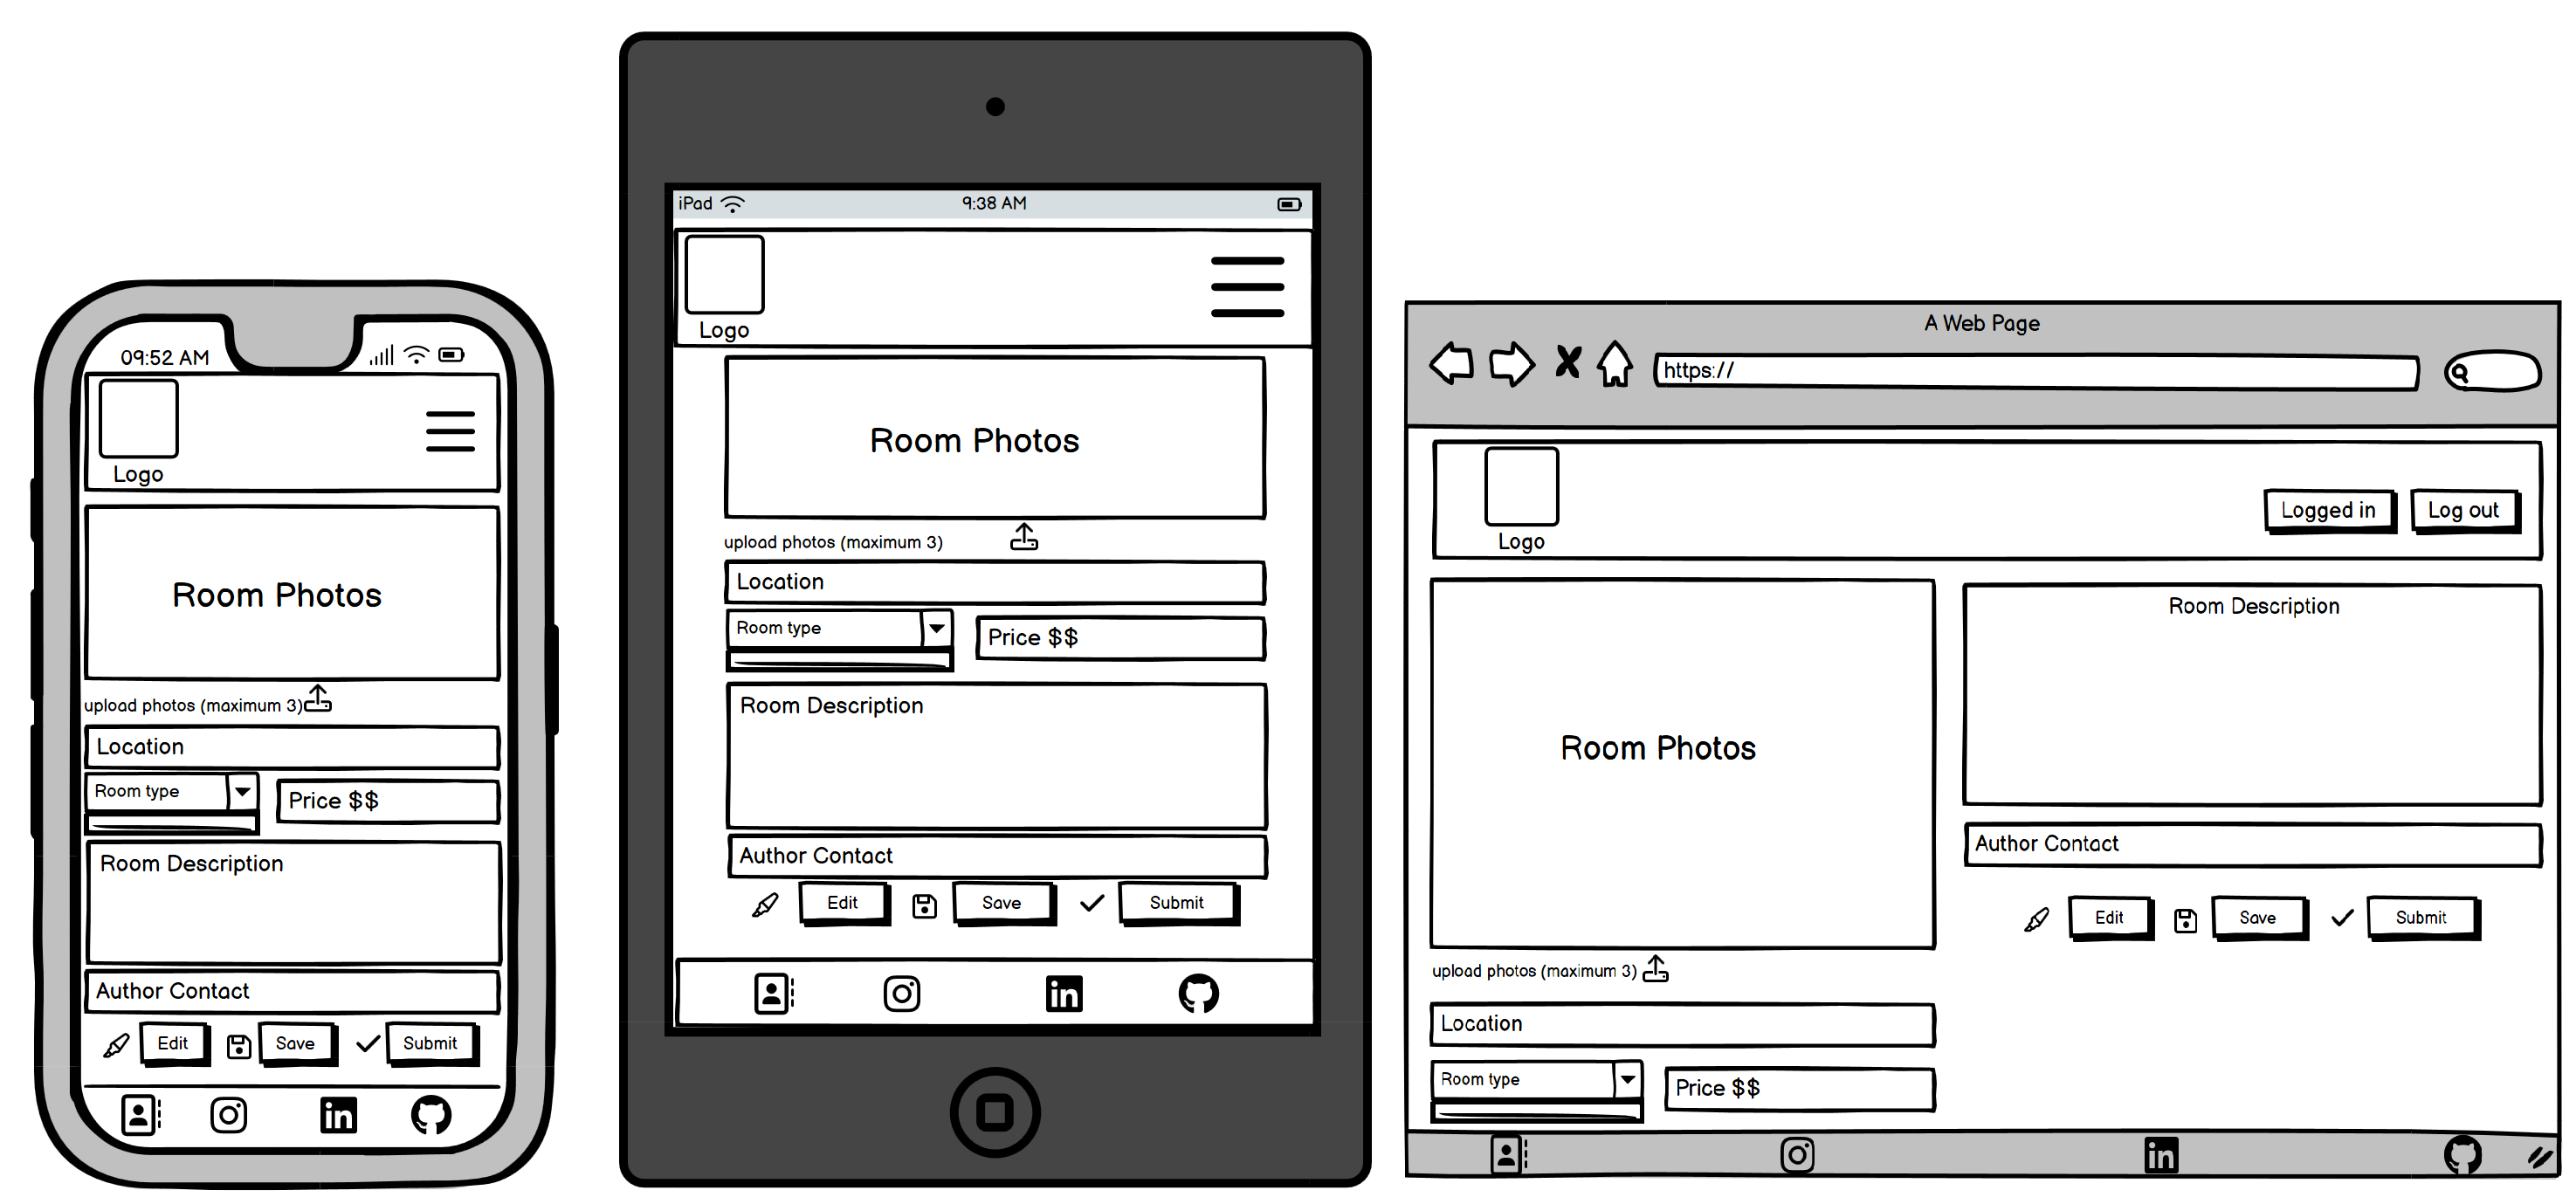 09:52 AM
Logo
Room Photos
upload photos (maximum 3)
Location
Room type
Price $$
Room Description
Author Contact
Edit
Save
Submit
in
iPad
9:38 AM
Logo
Room Photos
upload photos (maximum 3)
Location
Room type
Price $$
Room Description
Author Contact
Edit
Save
Submit
in
A Web Page
https://
Logo
Logged in
Log out
Room Photos
upload photos (maximum 3)
Location
Room type
Price $$
Room Description
Author Contact
Edit
Save
Submit
in